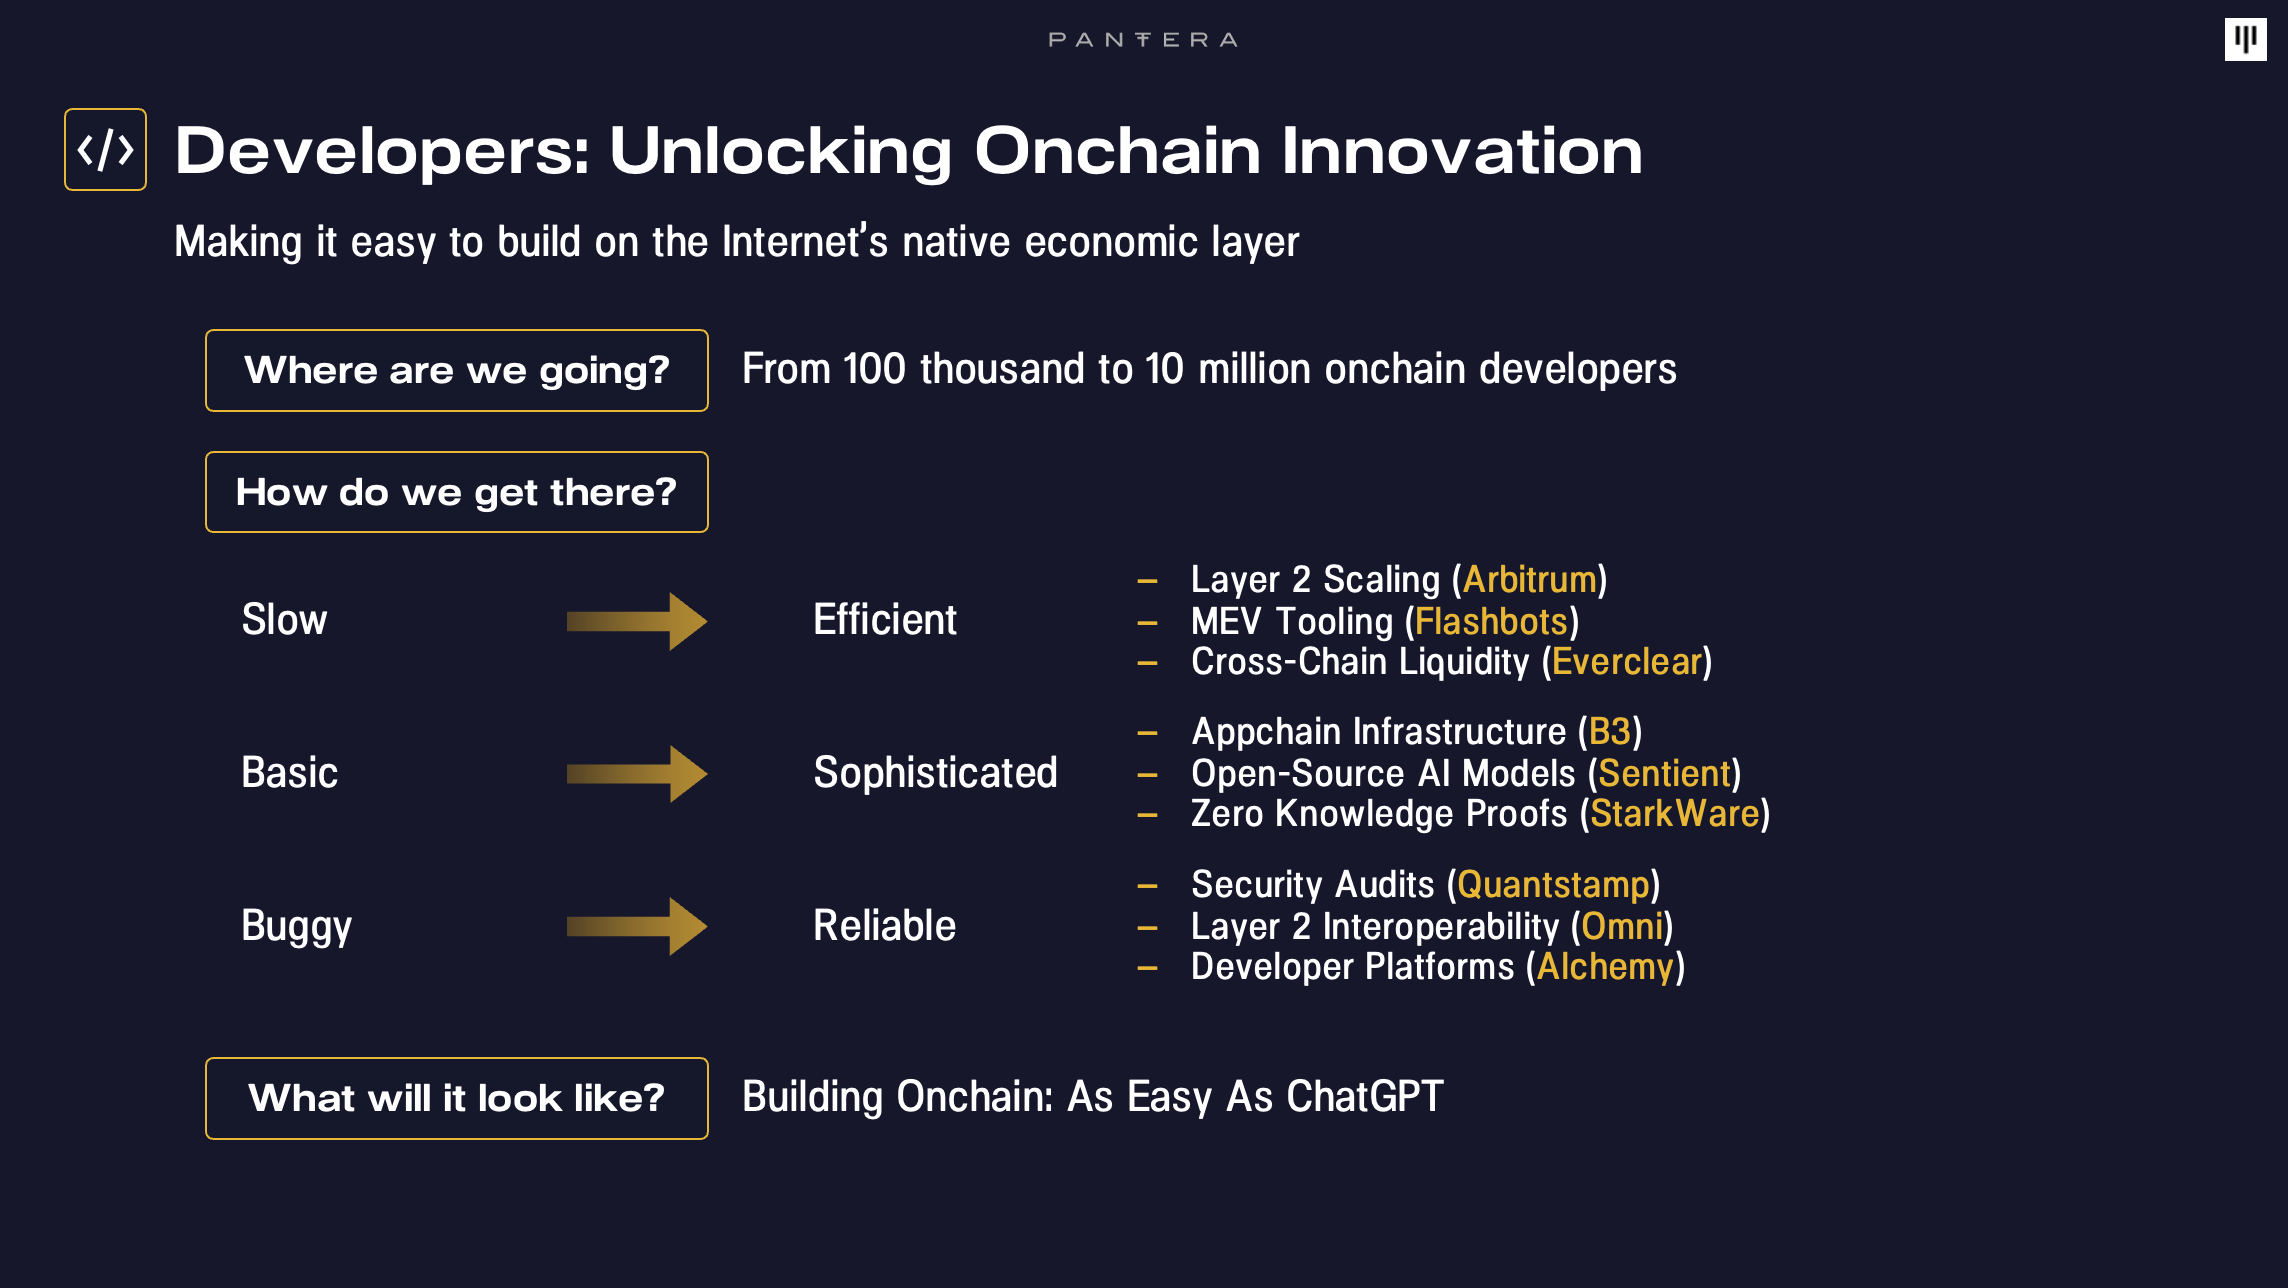 PANTERA
</>
Developers: Unlocking Onchain Innovation
Making it easy to build on the Internet’s native economic layer
Where are we going?
From 100 thousand to 10 million onchain developers
How do we get there?
Slow
Efficient
– Layer 2 Scaling (Arbitrum)
– MEV Tooling (Flashbots)
– Cross-Chain Liquidity (Everclear)
Basic
Sophisticated
– Appchain Infrastructure (B3)
– Open-Source AI Models (Sentient)
– Zero Knowledge Proofs (StarkWare)
Buggy
Reliable
– Security Audits (Quantstamp)
– Layer 2 Interoperability (Omni)
– Developer Platforms (Alchemy)
What will it look like?
Building Onchain: As Easy As ChatGPT